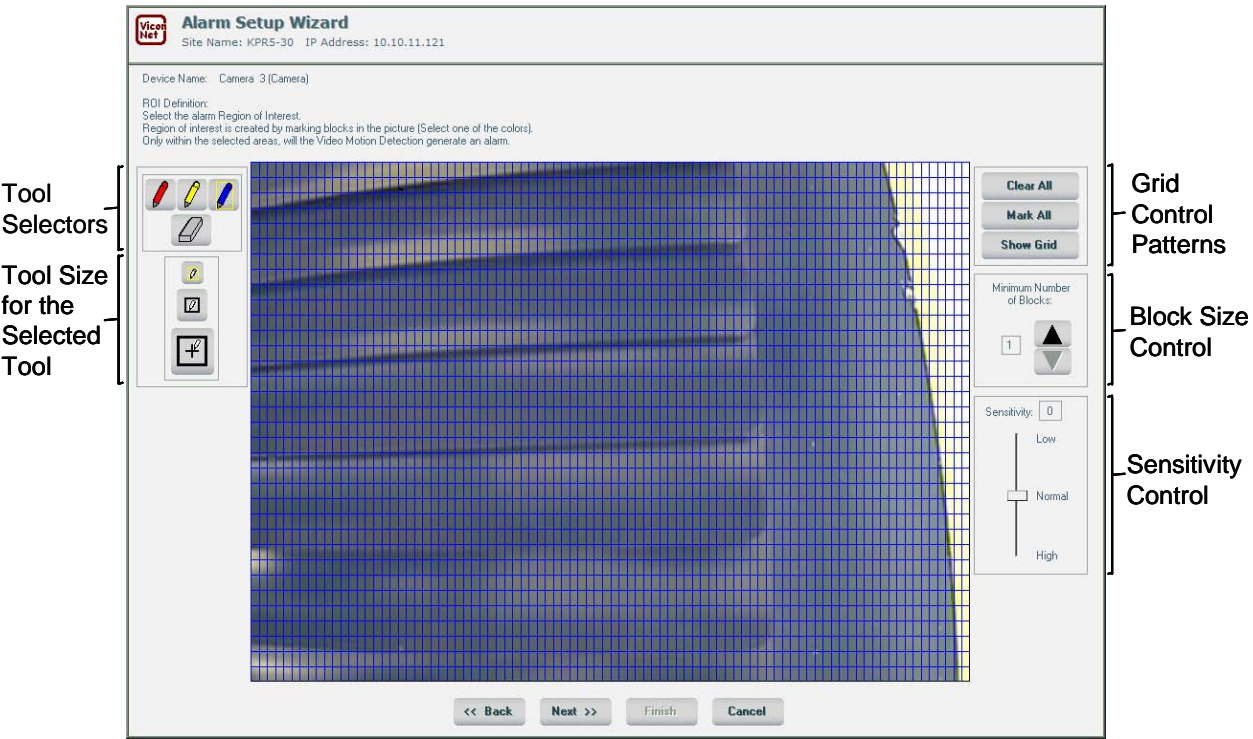 Vicon
Net
Alarm Setup Wizard
Site Name: KPR5-30 IP Address: 10.10.11.121
Device Name: Camera 3 (Camera)
ROI Definition:
Select the alarm Region of Interest.
Region of interest is created by marking blocks in the picture (Select one of the colors).
Only within the selected areas, will the Video Motion Detection generate an alarm.
Tool
Selectors
Tool Size
for the
Selected
Tool
Clear All
Mark All
Show Grid
Grid
Control
Patterns
Minimum Number
of Blocks:
1
Block Size
Control
Sensitivity: 0
Low
Normal
High
Sensitivity
Control
<< Back
Next >>
Finish
Cancel